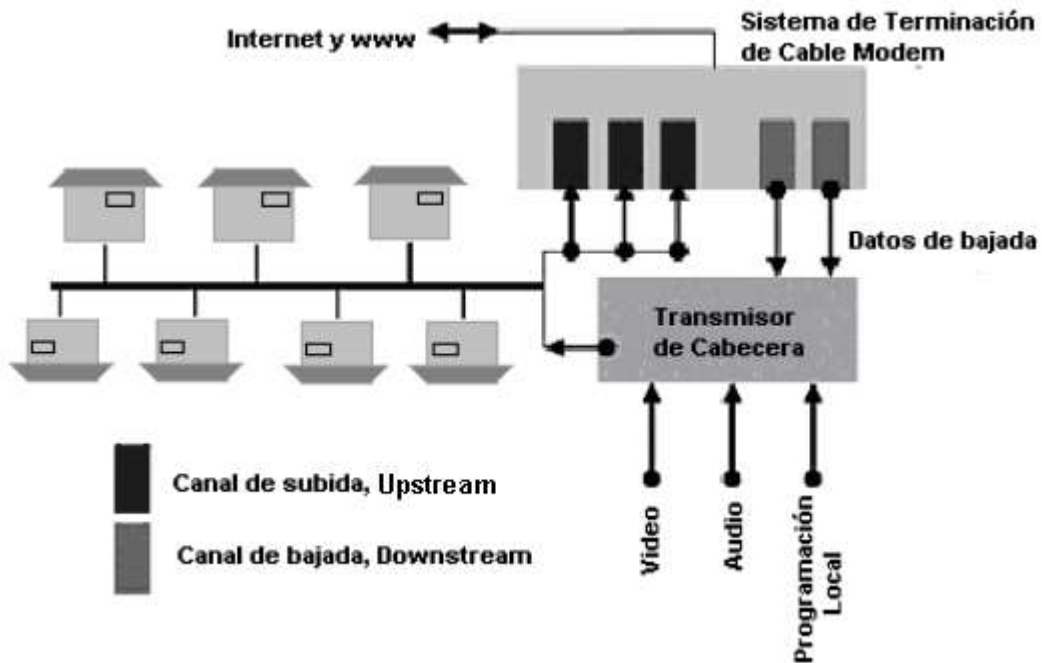 Internet y www
Sistema de Terminación
de Cable Modem
Datos de bajada
Transmisor
de Cabecera
Canal de subida, Upstream
Canal de bajada, Downstream
Video
Audio
Programación
Local